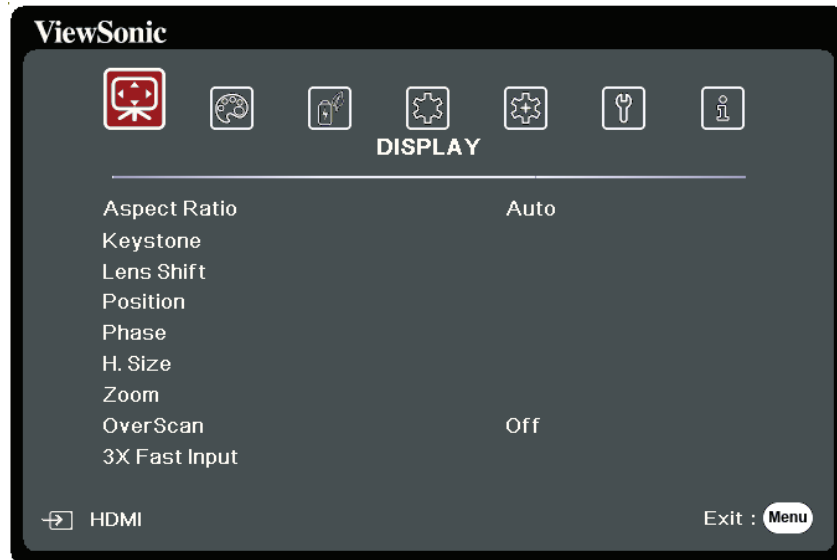 ViewSonic
DISPLAY
Aspect Ratio Auto
Keystone
Lens Shift
Position
Phase
H. Size
Zoom
OverScan Off
3X Fast Input
HDMI Exit : Menu